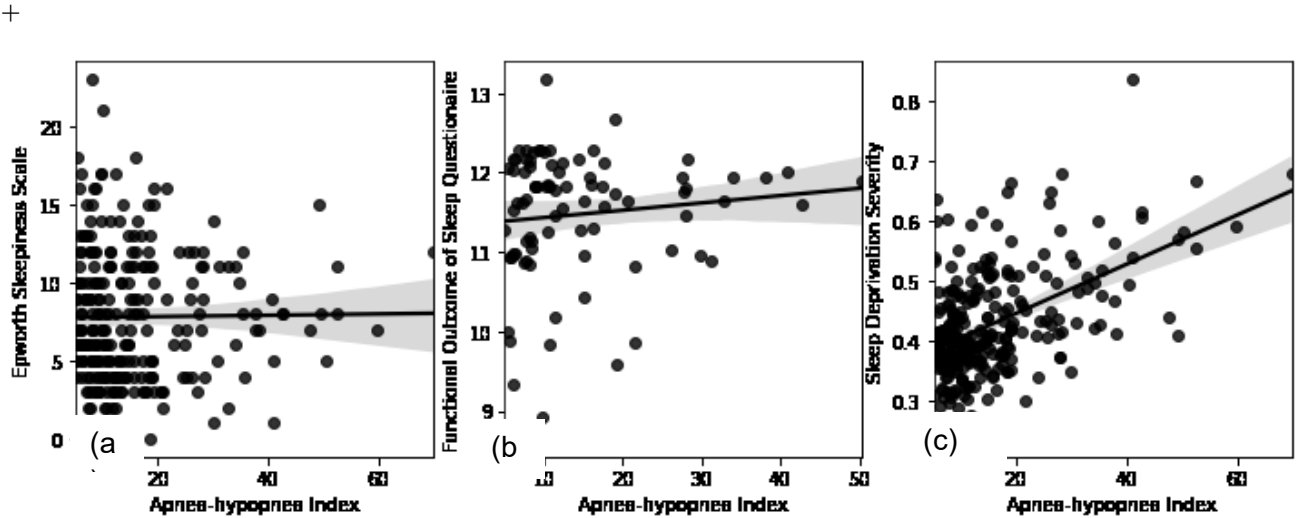 +
Epworth Sleepiness Scale
20
15
10
5
0
(a
)
20 40 60
Apnea-hypopnea Index
Functional Outcome of Sleep Questionaire
13
12
11
10
9
(b
10 20 30 40 50
Apnea-hypopnea Index
Sleep Deprivation Severity
0.8
0.7
0.6
0.5
0.4
0.3
(c)
20 40 60
Apnea-hypopnea Index